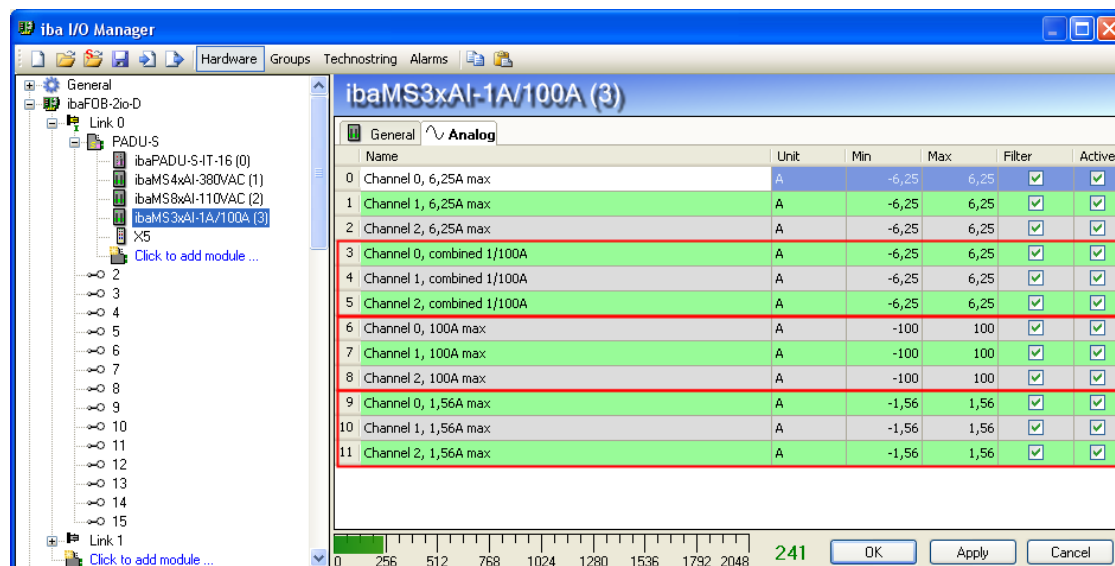 iba I/O Manager
Hardware Groups Technostring Alarms
General
ibaFOB-2io-D
Link 0
PADU-S
ibaPADU-S-IT-16 (0)
ibaMS4xAI-380VAC (1)
ibaMS8xAI-110VAC (2)
ibaMS3xAI-1A/100A (3)
X5
Click to add module ...
2
3
4
5
6
7
8
9
10
11
12
13
14
15
Link 1
Click to add module ...
ibaMS3xAI-1A/100A (3)
General Analog
Name Unit Min Max Filter Active
0 Channel 0, 6,25A max A -6,25 6,25
1 Channel 1, 6,25A max A -6,25 6,25
2 Channel 2, 6,25A max A -6,25 6,25
3 Channel 0, combined 1/100A A -6,25 6,25
4 Channel 1, combined 1/100A A -6,25 6,25
5 Channel 2, combined 1/100A A -6,25 6,25
6 Channel 0, 100A max A -100 100
7 Channel 1, 100A max A -100 100
8 Channel 2, 100A max A -100 100
9 Channel 0, 1,56A max A -1,56 1,56
10 Channel 1, 1,56A max A -1,56 1,56
11 Channel 2, 1,56A max A -1,56 1,56
0 256 512 768 1024 1280 1536 1792 2048
241 OK Apply Cancel